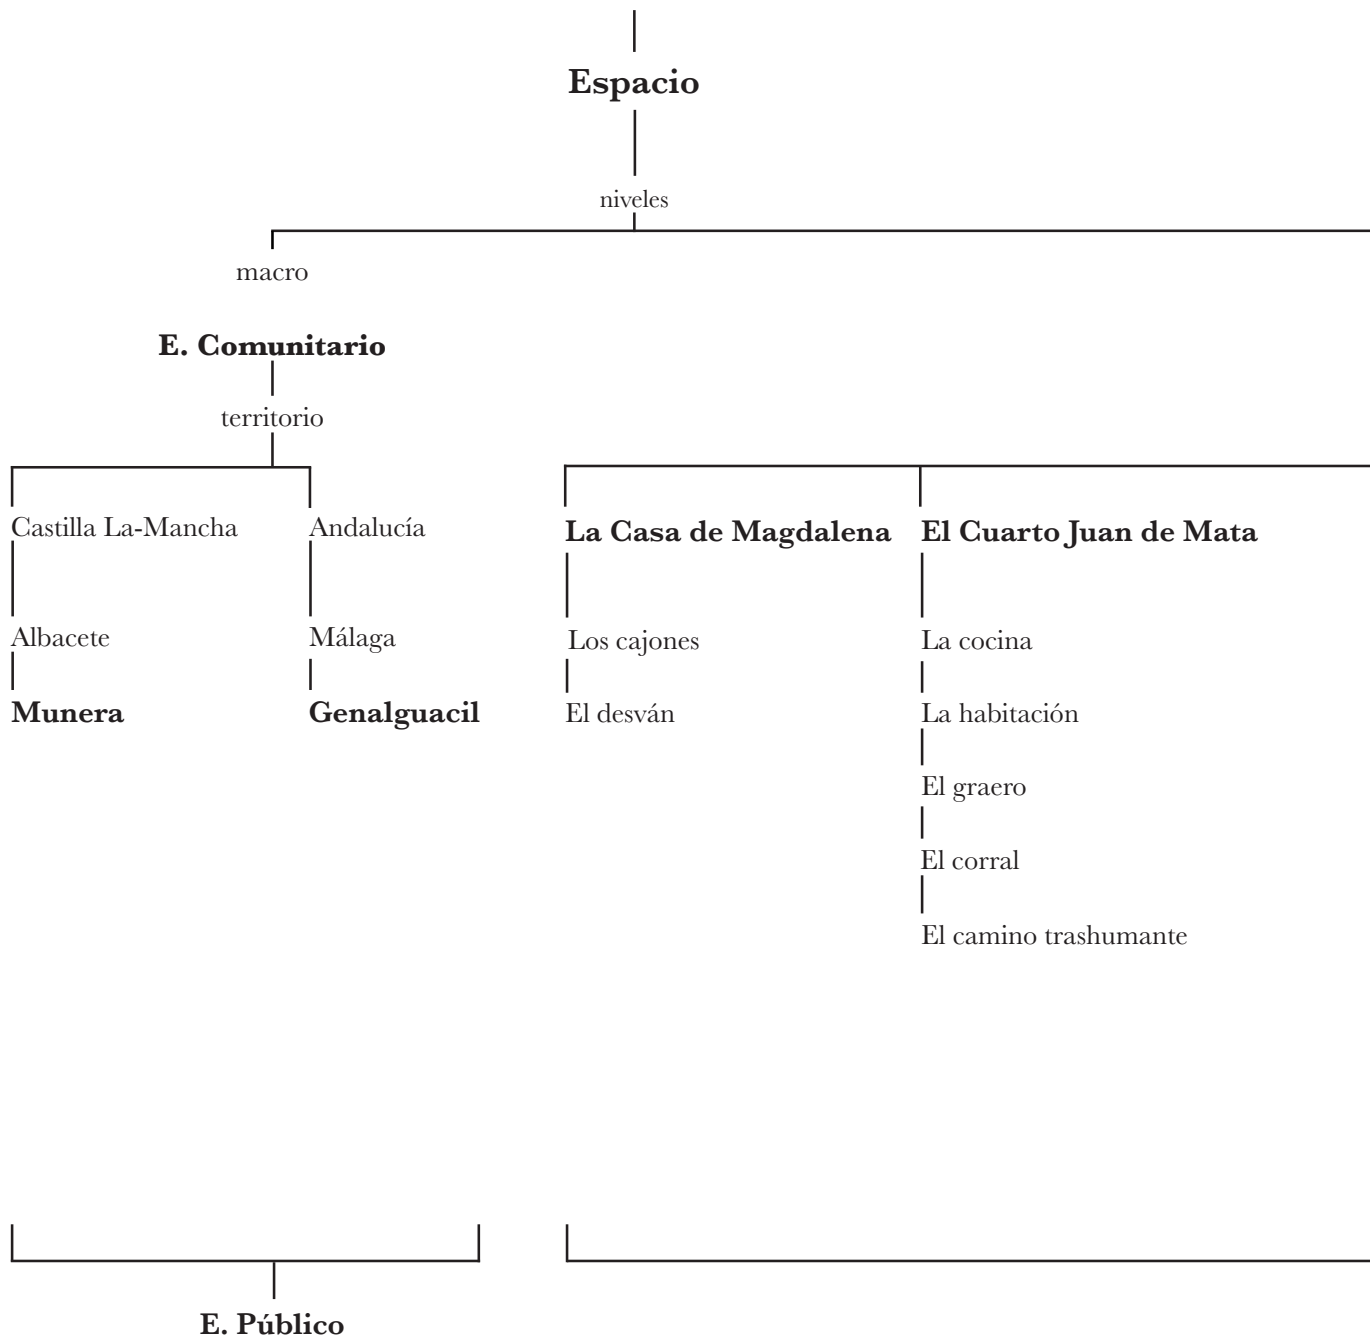 Espacio
niveles
macro
E. Comunitario
territorio
Castilla La-Mancha
Andalucía
La Casa de Magdalena
El Cuarto Juan de Mata
Albacete
Málaga
Los cajones
La cocina
Munera
Genalguacil
El desván
La habitación
El graero
El corral
El camino trashumante
E. Público